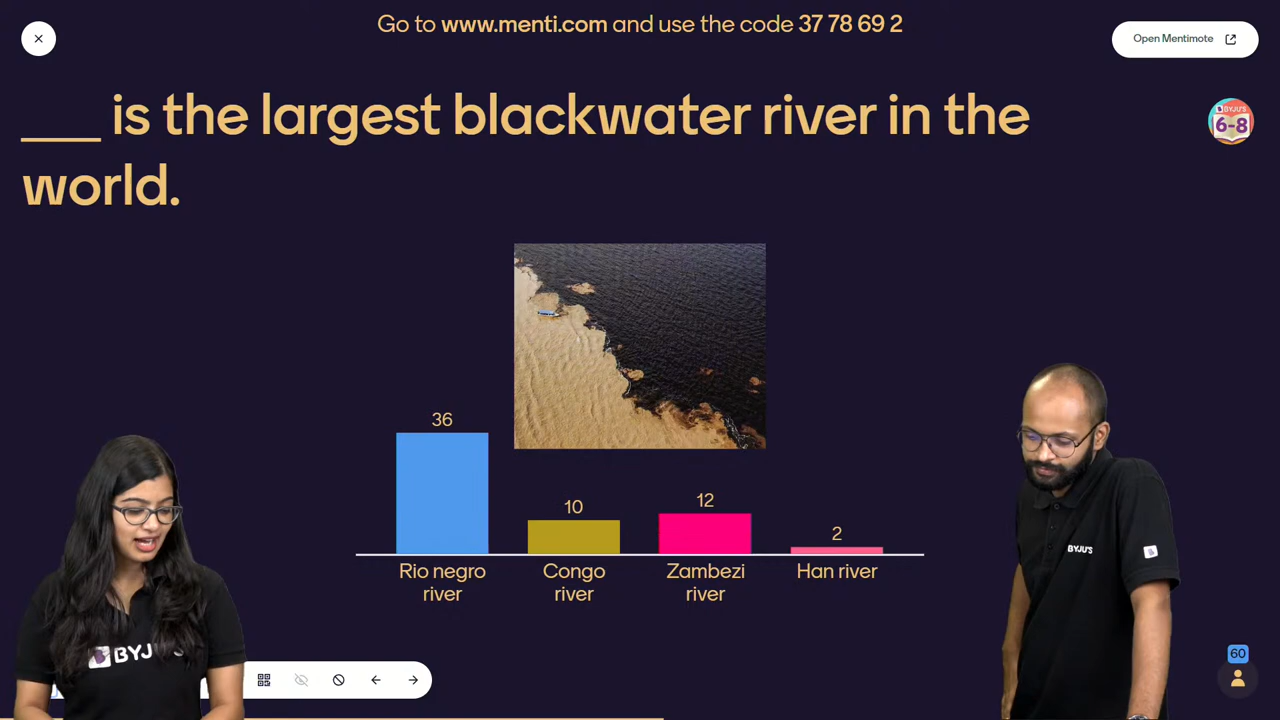 Go to www.menti.com and use the code 37 78 69 2
Open Mentimote
___ is the largest blackwater river in the
world.
BYJU'S
6-8
36
10
12
2
Rio negro
river
Congo
river
Zambezi
river
Han river
BYJU'S
BYJU'S
60